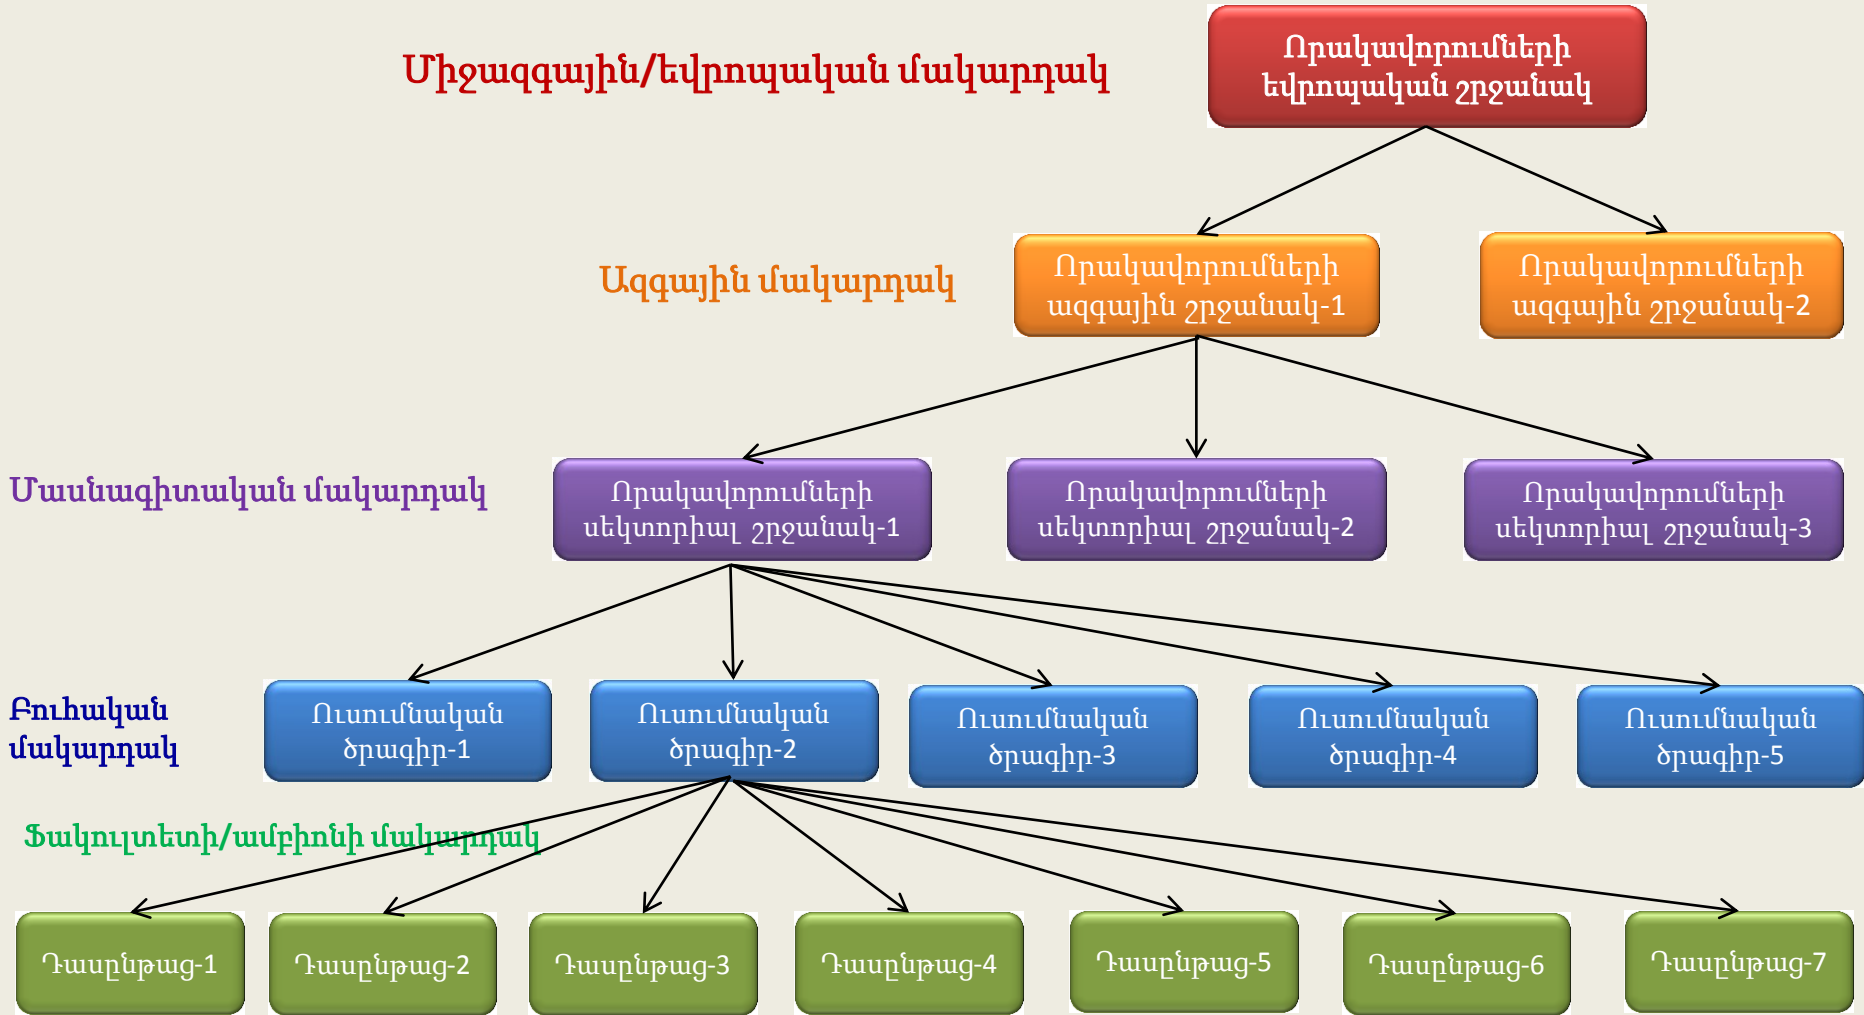 Միջազգային/եվրոպական մակարդակ
Որակավորումների
եվրոպական շրջանակ
Ազգային մակարդակ
Որակավորումների
ազգային շրջանակ-1
Որակավորումների
ազգային շրջանակ-2
Մասնագիտական մակարդակ
Որակավորումների
սեկտորիալ շրջանակ-1
Որակավորումների
սեկտորիալ շրջանակ-2
Որակավորումների
սեկտորիալ շրջանակ-3
Բուհական
մակարդակ
Ուսումնական
ծրագիր-1
Ուսումնական
ծրագիր-2
Ուսումնական
ծրագիր-3
Ուսումնական
ծրագիր-4
Ուսումնական
ծրագիր-5
Ֆակուլտետի/ամբիոնի մակարդակ
Դասընթաց-1
Դասընթաց-2
Դասընթաց-3
Դասընթաց-4
Դասընթաց-5
Դասընթաց-6
Դասընթաց-7